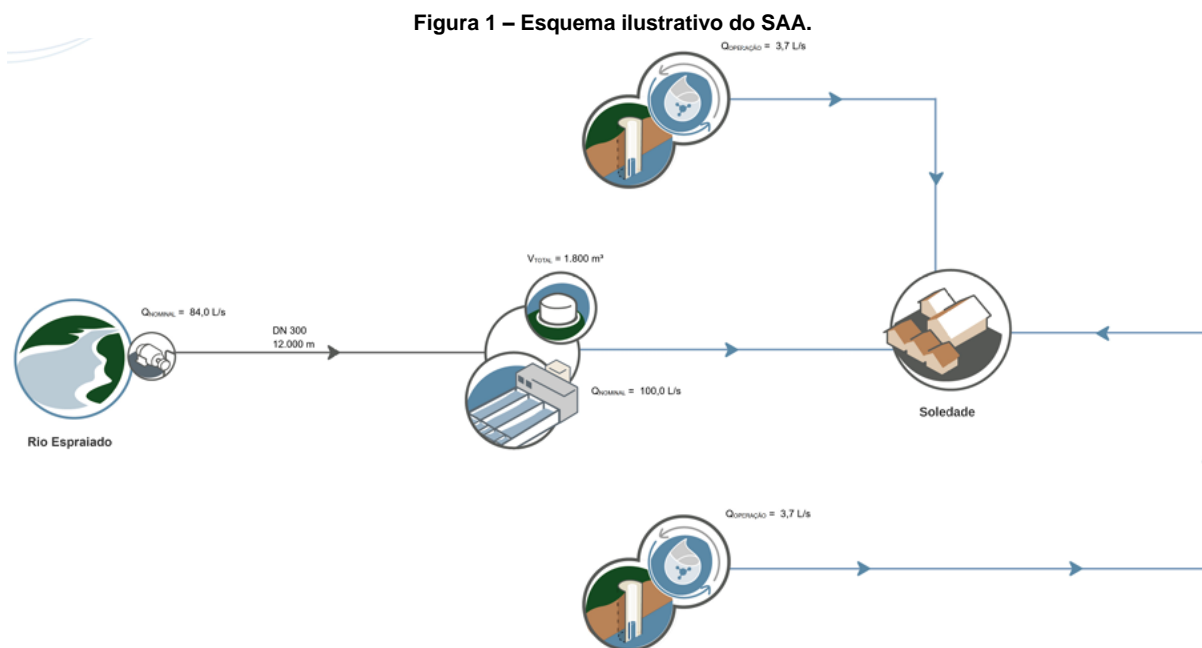 Figura 1 – Esquema ilustrativo do SAA.
QOPERAÇÃO = 3,7 L/s
VTOTAL = 1.800 m³
QNOMINAL = 84,0 L/s
DN 300
12.000 m
QNOMINAL = 100,0 L/s
Soledade
Rio Espraiado
QOPERAÇÃO = 3,7 L/s